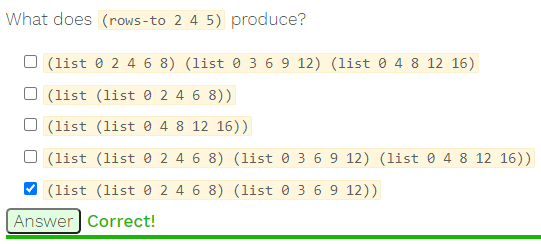 What does (rows-to 2 4 5) produce?
(list 0 2 4 6 8) (list 0 3 6 9 12) (list 0 4 8 12 16)
(list (list 0 2 4 6 8))
(list (list 0 4 8 12 16))
(list (list 0 2 4 6 8) (list 0 3 6 9 12) (list 0 4 8 12 16))
(list (list 0 2 4 6 8) (list 0 3 6 9 12))
Answer Correct!